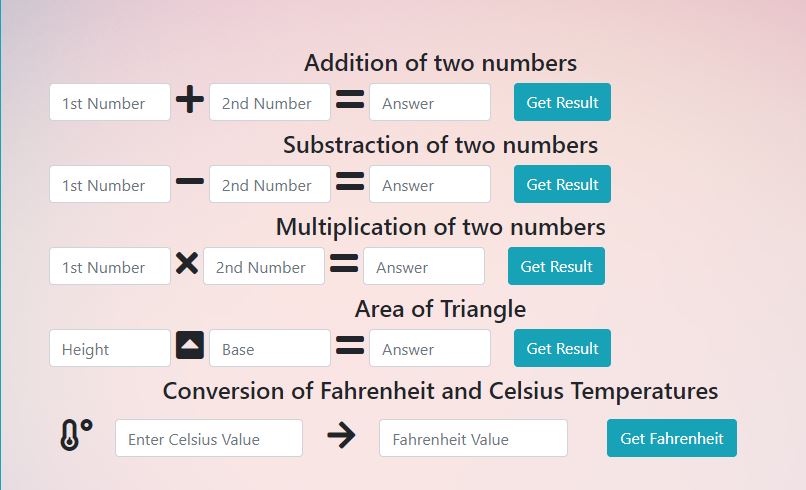 Addition of two numbers
1st Number + 2nd Number = Answer Get Result
Substraction of two numbers
1st Number − 2nd Number = Answer Get Result
Multiplication of two numbers
1st Number × 2nd Number = Answer Get Result
Area of Triangle
Height Base = Answer Get Result
Conversion of Fahrenheit and Celsius Temperatures
Enter Celsius Value → Fahrenheit Value Get Fahrenheit